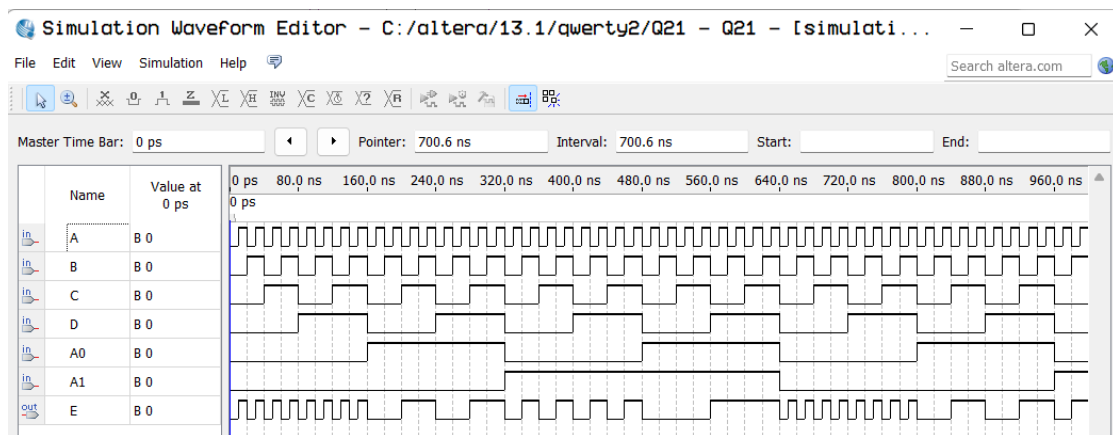 Simulation Waveform Editor - C:/altera/13.1/qwerty2/Q21 - Q21 - [simulati...
File Edit View Simulation Help
Search altera.com
Master Time Bar: 0 ps Pointer: 700.6 ns Interval: 700.6 ns Start: End:
Name Value at 0 ps
0 ps 80.0 ns 160.0 ns 240.0 ns 320.0 ns 400.0 ns 480.0 ns 560.0 ns 640.0 ns 720.0 ns 800.0 ns 880.0 ns 960.0 ns
0 ps
in A B 0
in B B 0
in C B 0
in D B 0
in A0 B 0
in A1 B 0
out E B 0